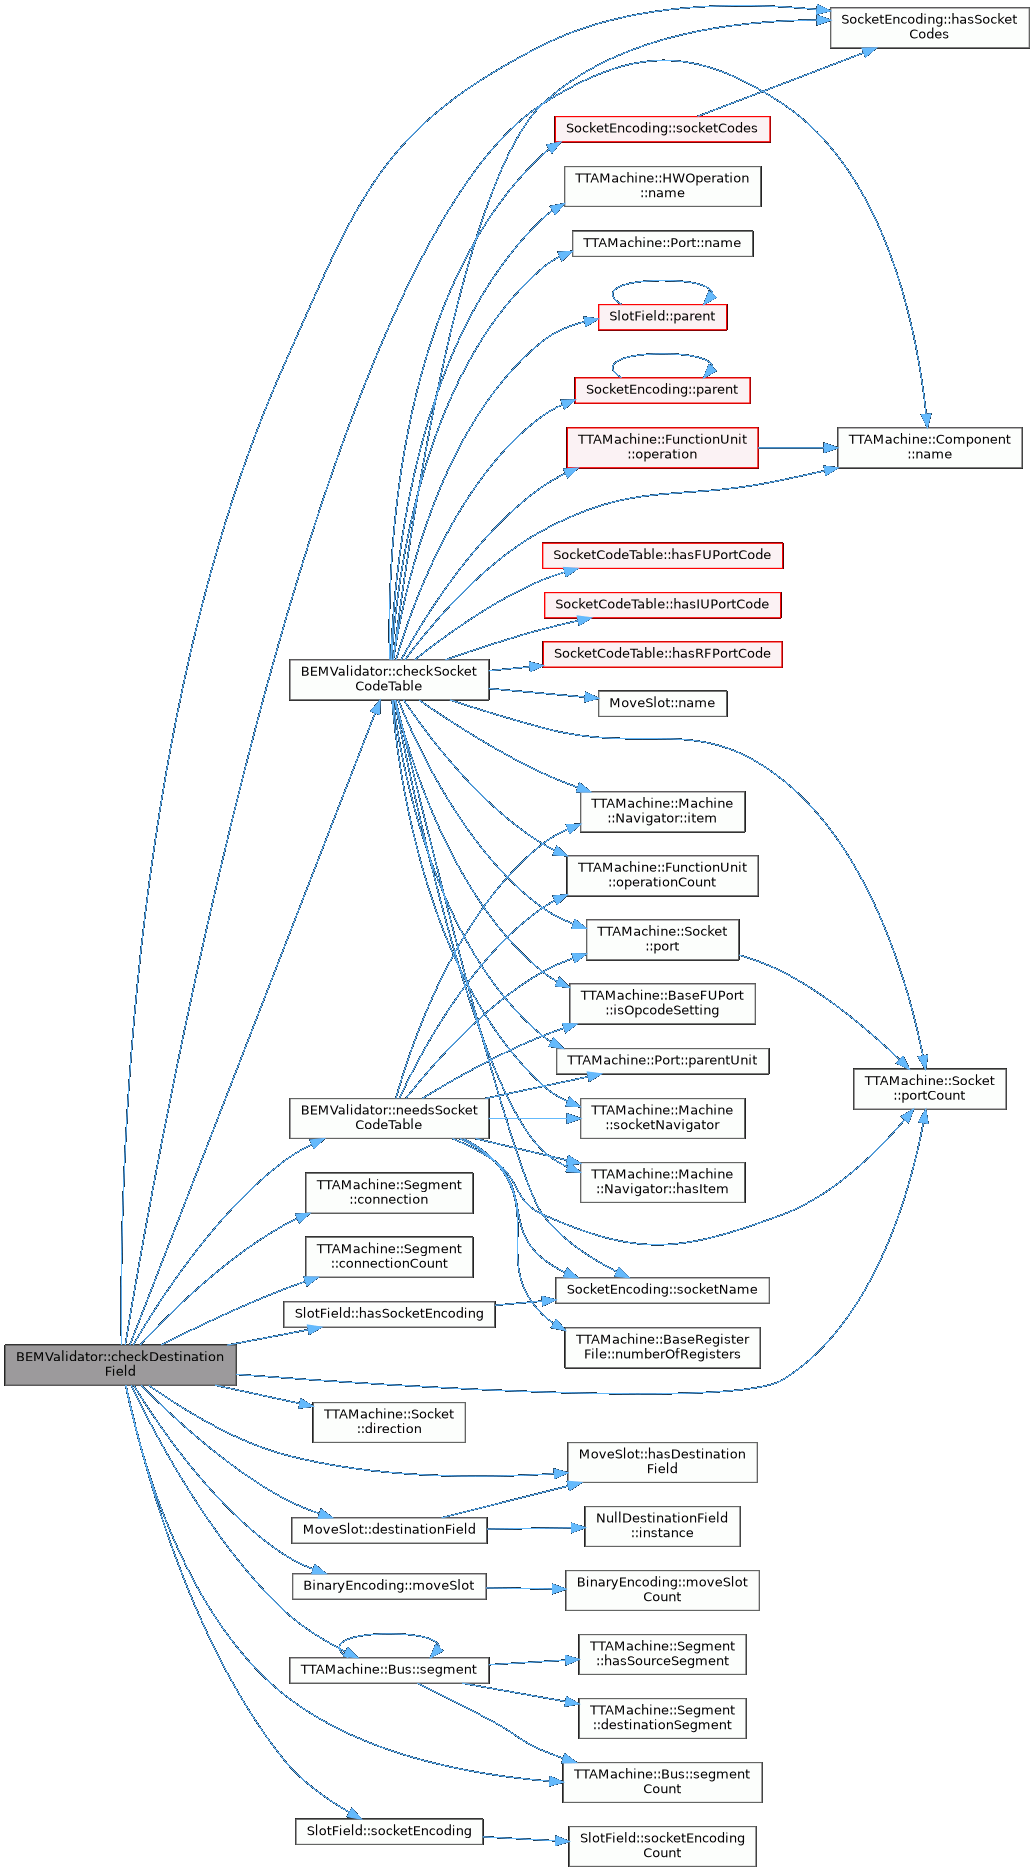 SocketEncoding::hasSocket
Codes
SocketEncoding::socketCodes
TTAMachine::HWOperation
::name
TTAMachine::Port::name
SlotField::parent
SocketEncoding::parent
TTAMachine::FunctionUnit
::operation
TTAMachine::Component
::name
SocketCodeTable::hasFUPortCode
SocketCodeTable::hasIUPortCode
SocketCodeTable::hasRFPortCode
BEMValidator::checkSocket
CodeTable
MoveSlot::name
TTAMachine::Machine
::Navigator::item
TTAMachine::FunctionUnit
::operationCount
TTAMachine::Socket
::port
TTAMachine::BaseFUPort
::isOpcodeSetting
TTAMachine::Port::parentUnit
TTAMachine::Socket
::portCount
BEMValidator::needsSocket
CodeTable
TTAMachine::Machine
::socketNavigator
TTAMachine::Machine
::Navigator::hasItem
TTAMachine::Segment
::connection
TTAMachine::Segment
::connectionCount
SocketEncoding::socketName
SlotField::hasSocketEncoding
TTAMachine::BaseRegister
File::numberOfRegisters
BEMValidator::checkDestination
Field
TTAMachine::Socket
::direction
MoveSlot::hasDestination
Field
MoveSlot::destinationField
NullDestinationField
::instance
BinaryEncoding::moveSlot
BinaryEncoding::moveSlot
Count
TTAMachine::Bus::segment
TTAMachine::Segment
::hasSourceSegment
TTAMachine::Segment
::destinationSegment
TTAMachine::Bus::segment
Count
SlotField::socketEncoding
SlotField::socketEncoding
Count